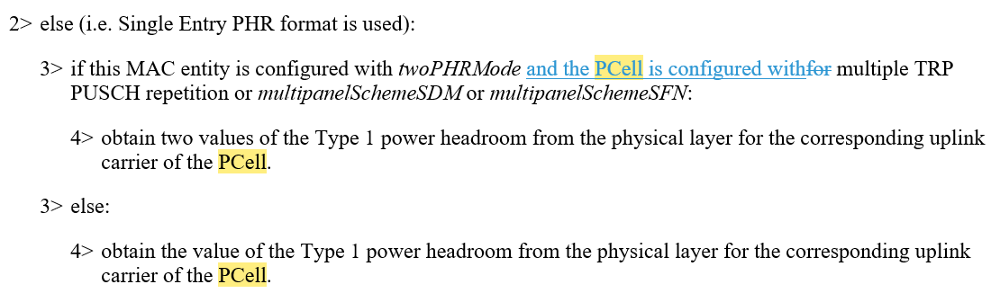 2> else (i.e. Single Entry PHR format is used):
3> if this MAC entity is configured with twoPHRMode and the PCell is configured withfor multiple TRP
PUSCH repetition or multipanelSchemeSDM or multipanelSchemeSFN:
4> obtain two values of the Type 1 power headroom from the physical layer for the corresponding uplink
carrier of the PCell.
3> else:
4> obtain the value of the Type 1 power headroom from the physical layer for the corresponding uplink
carrier of the PCell.